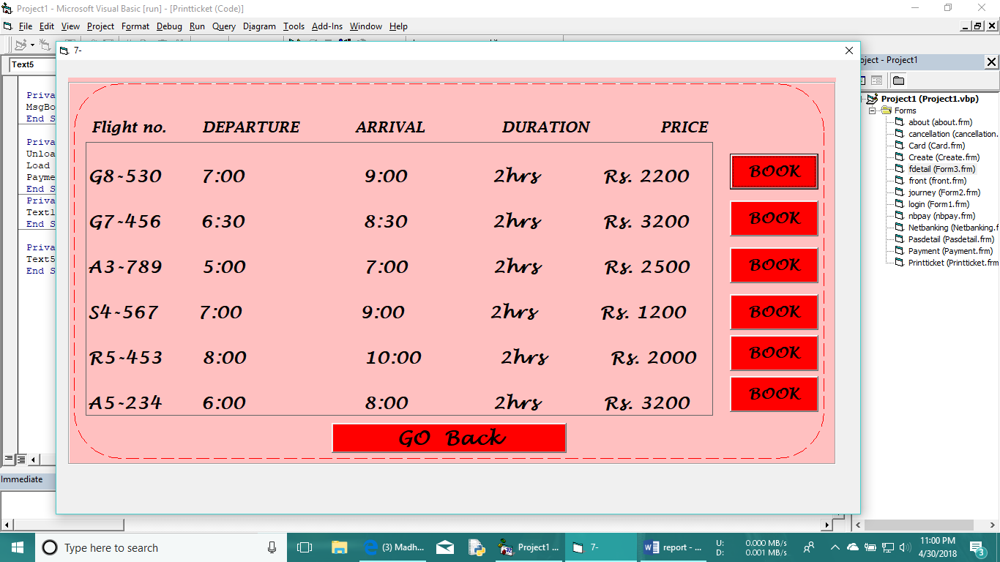 Project1 - Microsoft Visual Basic [run] - [Printticket (Code)]
File Edit View Project Format Debug Run Query Diagram Tools Add-Ins Window Help
7-
Text5
Project1
Project1 (Project1.vbp)
Forms
about (about.frm)
cancellation (cancellation.
Card (Card.frm)
Create (Create.frm)
fdetail (Form3.frm)
front (front.frm)
journey (Form2.frm)
login (Form1.frm)
nbpay (nbpay.frm)
Netbanking (Netbanking.f
Pasdetail (Pasdetail.frm)
Payment (Payment.frm)
Printticket (Printticket.frm
Priva
MsgBo
End S
Priva
Unloa
Load
Payme
End S
Priva
Text1
End S
Priva
Text5
End S
Flight no. DEPARTURE ARRIVAL DURATION PRICE
G8-530 7:00 9:00 2hrs Rs. 2200 BOOK
G7-456 6:30 8:30 2hrs Rs. 3200 BOOK
A3-789 5:00 7:00 2hrs Rs. 2500 BOOK
S4-567 7:00 9:00 2hrs Rs. 1200 BOOK
R5-453 8:00 10:00 2hrs Rs. 2000 BOOK
A5-234 6:00 8:00 2hrs Rs. 3200 BOOK
GO Back
Immediate
Type here to search
(3) Madh...
Project1 ...
7-
report - ...
U: 0.000 MB/s
D: 0.001 MB/s
11:00 PM
4/30/2018
3